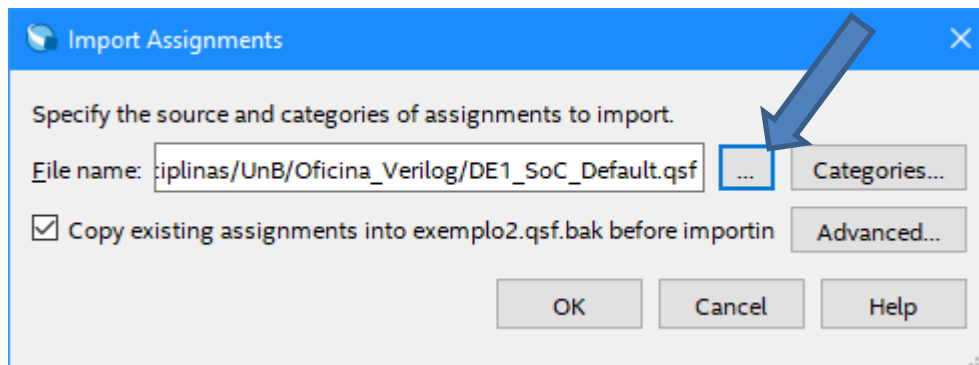 Import Assignments
Specify the source and categories of assignments to import.
File name: iplinas/UnB/Oficina_Verilog/DE1_SoC_Default.qsf ... Categories...
Copy existing assignments into exemplo2.qsf.bak before importin Advanced...
OK Cancel Help